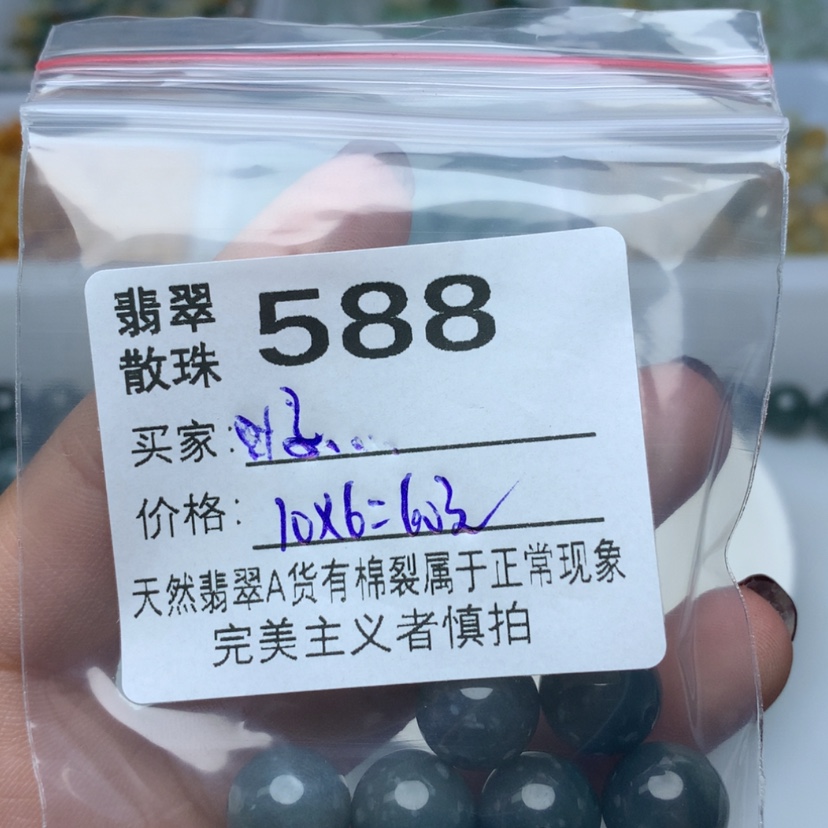 翡翠 588
散珠
买家：
价格：10X6=60
天然翡翠A货有棉裂属于正常现象
完美主义者慎拍